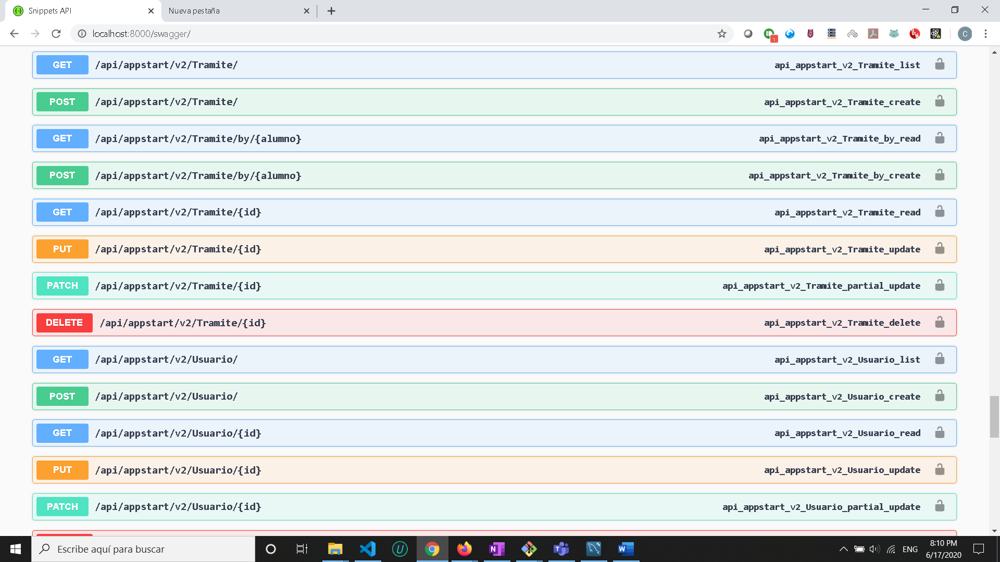 Snippets API
Nueva pestaña
localhost:8000/swagger/
1
C
GET /api/appstart/v2/Tramite/ api_appstart_v2_Tramite_list
POST /api/appstart/v2/Tramite/ api_appstart_v2_Tramite_create
GET /api/appstart/v2/Tramite/by/{alumno} api_appstart_v2_Tramite_by_read
POST /api/appstart/v2/Tramite/by/{alumno} api_appstart_v2_Tramite_by_create
GET /api/appstart/v2/Tramite/{id} api_appstart_v2_Tramite_read
PUT /api/appstart/v2/Tramite/{id} api_appstart_v2_Tramite_update
PATCH /api/appstart/v2/Tramite/{id} api_appstart_v2_Tramite_partial_update
DELETE /api/appstart/v2/Tramite/{id} api_appstart_v2_Tramite_delete
GET /api/appstart/v2/Usuario/ api_appstart_v2_Usuario_list
POST /api/appstart/v2/Usuario/ api_appstart_v2_Usuario_create
GET /api/appstart/v2/Usuario/{id} api_appstart_v2_Usuario_read
PUT /api/appstart/v2/Usuario/{id} api_appstart_v2_Usuario_update
PATCH /api/appstart/v2/Usuario/{id} api_appstart_v2_Usuario_partial_update
Escribe aquí para buscar
ENG
8:10 PM
6/17/2020